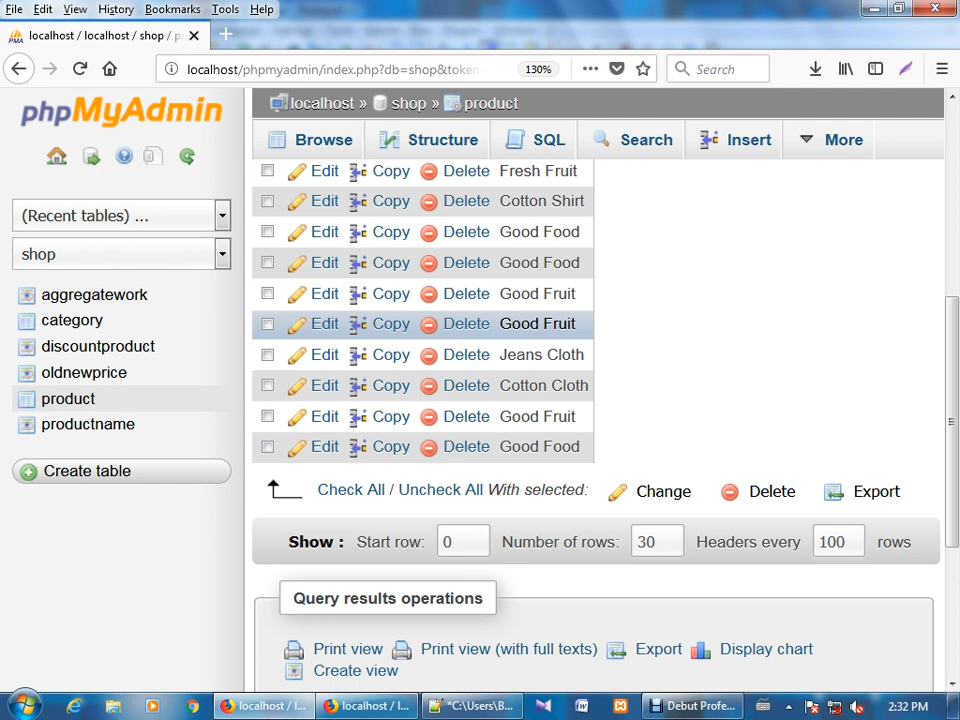 File Edit View History Bookmarks Tools Help
localhost / localhost / shop / p
localhost/phpmyadmin/index.php?db=shop&token 130% Search
phpMyAdmin
(Recent tables) ...
shop
aggregatework
category
discountproduct
oldnewprice
product
productname
Create table
localhost » shop » product
Browse Structure SQL Search Insert More
Edit Copy Delete Fresh Fruit
Edit Copy Delete Cotton Shirt
Edit Copy Delete Good Food
Edit Copy Delete Good Food
Edit Copy Delete Good Fruit
Edit Copy Delete Good Fruit
Edit Copy Delete Jeans Cloth
Edit Copy Delete Cotton Cloth
Edit Copy Delete Good Fruit
Edit Copy Delete Good Food
Check All / Uncheck All With selected: Change Delete Export
Show : Start row: 0 Number of rows: 30 Headers every 100 rows
Query results operations
Print view Print view (with full texts) Export Display chart
Create view
localhost / l... localhost / l... *C:\Users\B... Debut Profe... 2:32 PM